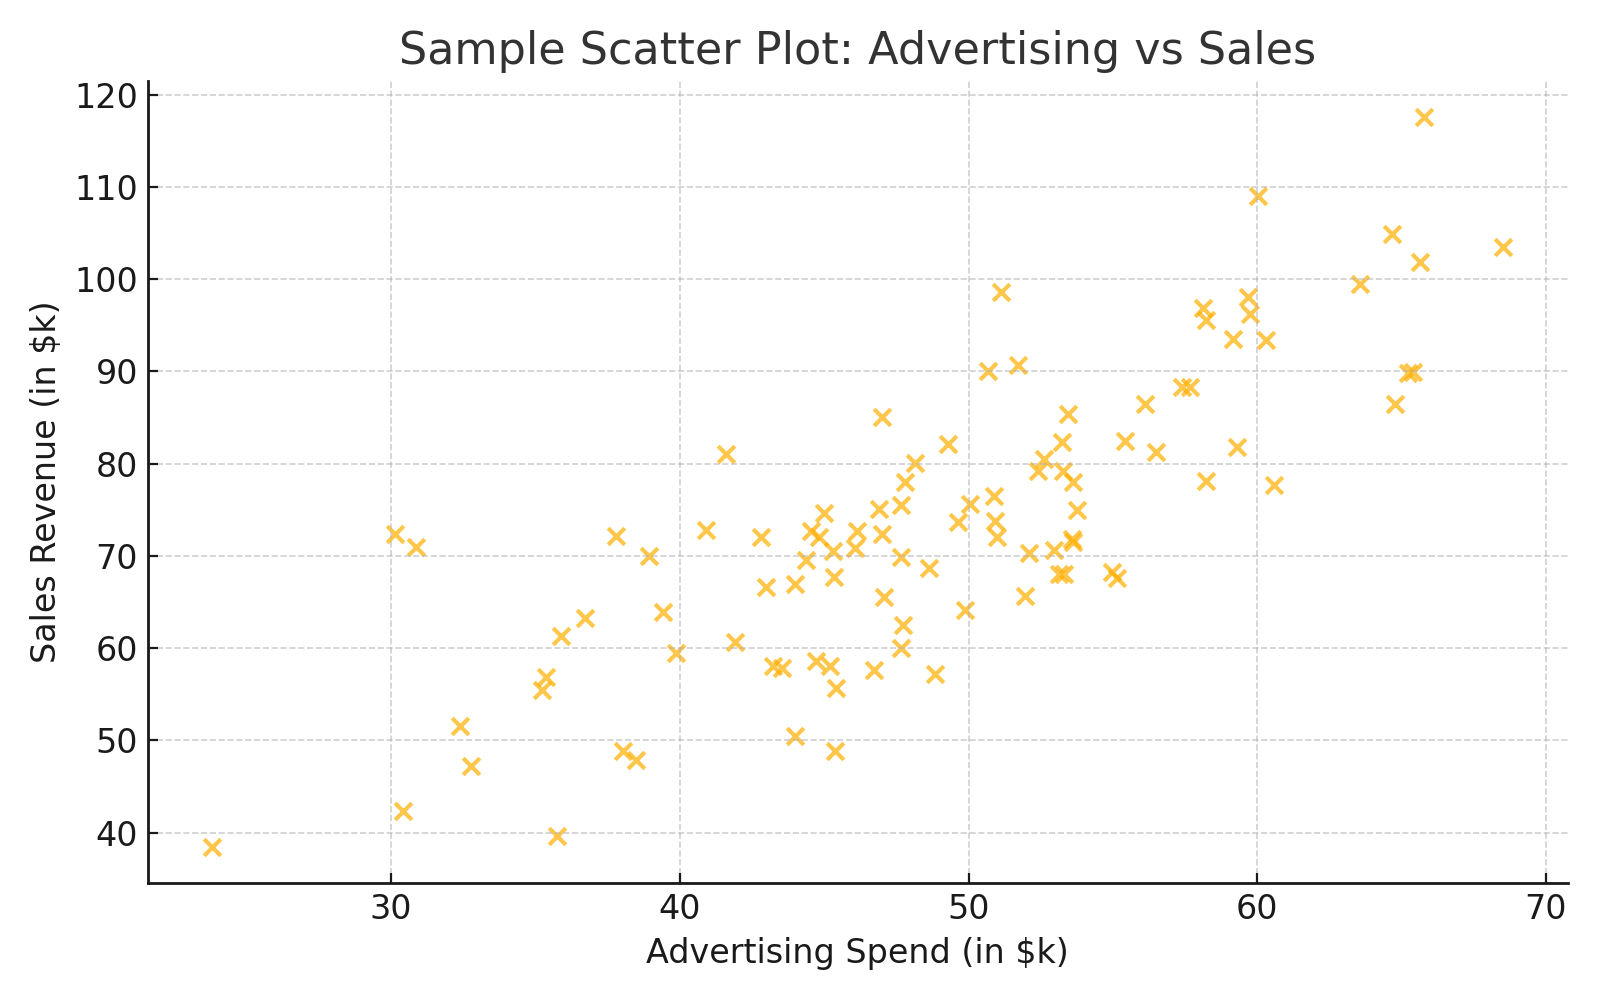 Sample Scatter Plot: Advertising vs Sales
120
110
100
90
80
70
60
50
40
Sales Revenue (in $k)
30 40 50 60 70
Advertising Spend (in $k)